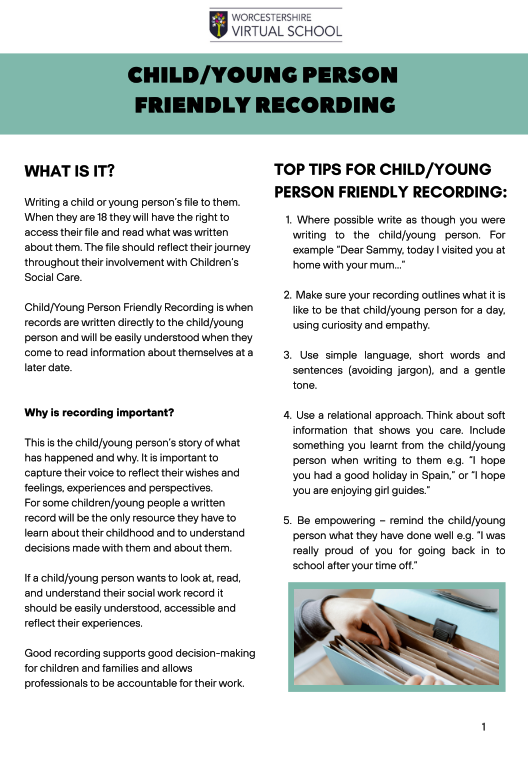 WORCESTERSHIRE
VIRTUAL SCHOOL
CHILD/YOUNG PERSON
FRIENDLY RECORDING
WHAT IS IT?
Writing a child or young person's file to them.
When they are 18 they will have the right to
access their file and read what was written
about them. The file should reflect their journey
throughout their involvement with Children's
Social Care.
Child/Young Person Friendly Recording is when
records are written directly to the child/young
person and will be easily understood when they
come to read information about themselves at a
later date.
Why is recording important?
This is the child/young person's story of what
has happened and why. It is important to
capture their voice to reflect their wishes and
feelings, experiences and perspectives.
For some children/young people a written
record will be the only resource they have to
learn about their childhood and to understand
decisions made with them and about them.
If a child/young person wants to look at, read,
and understand their social work record it
should be easily understood, accessible and
reflect their experiences.
Good recording supports good decision-making
for children and families and allows
professionals to be accountable for their work.
TOP TIPS FOR CHILD/YOUNG
PERSON FRIENDLY RECORDING:
1. Where possible write as though you were
writing to the child/young person. For
example "Dear Sammy, today I visited you at
home with your mum..."
2. Make sure your recording outlines what it is
like to be that child/young person for a day,
using curiosity and empathy.
3. Use simple language, short words and
sentences (avoiding jargon), and a gentle
tone.
4. Use a relational approach. Think about soft
information that shows you care. Include
something you learnt from the child/young
person when writing to them e.g. "I hope
you had a good holiday in Spain," or "I hope
you are enjoying girl guides."
5. Be empowering – remind the child/young
person what they have done well e.g. "I was
really proud of you for going back in to
school after your time off."
1